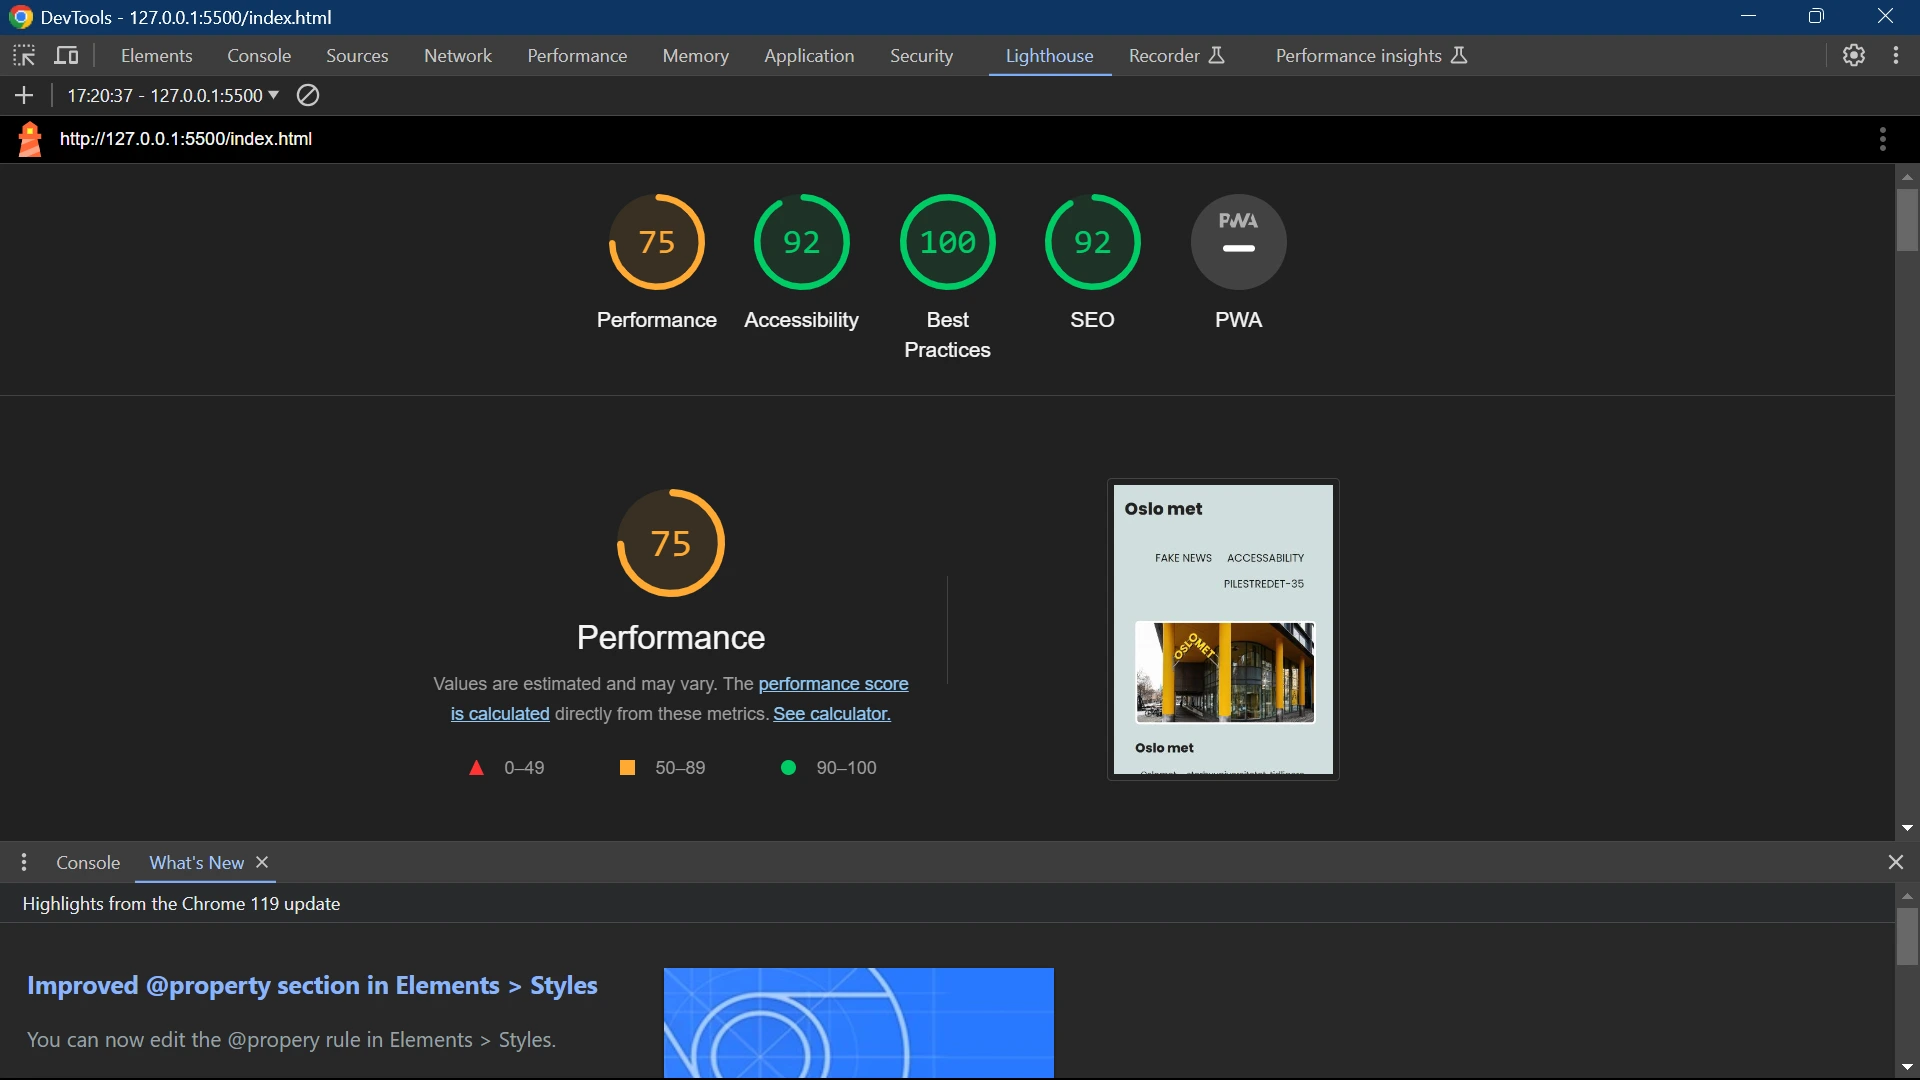 DevTools - 127.0.0.1:5500/index.html
Elements Console Sources Network Performance Memory Application Security Lighthouse Recorder Performance insights
17:20:37 - 127.0.0.1:5500
http://127.0.0.1:5500/index.html
75 92 100 92 PWA
Performance Accessibility Best Practices SEO PWA
75
Performance
Values are estimated and may vary. The performance score
is calculated directly from these metrics. See calculator.
0–49 50–89 90–100
Oslo met
FAKE NEWS ACCESSABILITY
PILESTREDET-35
OSLOMET
Oslo met
Console What's New
Highlights from the Chrome 119 update
Improved @property section in Elements > Styles
You can now edit the @propery rule in Elements > Styles.